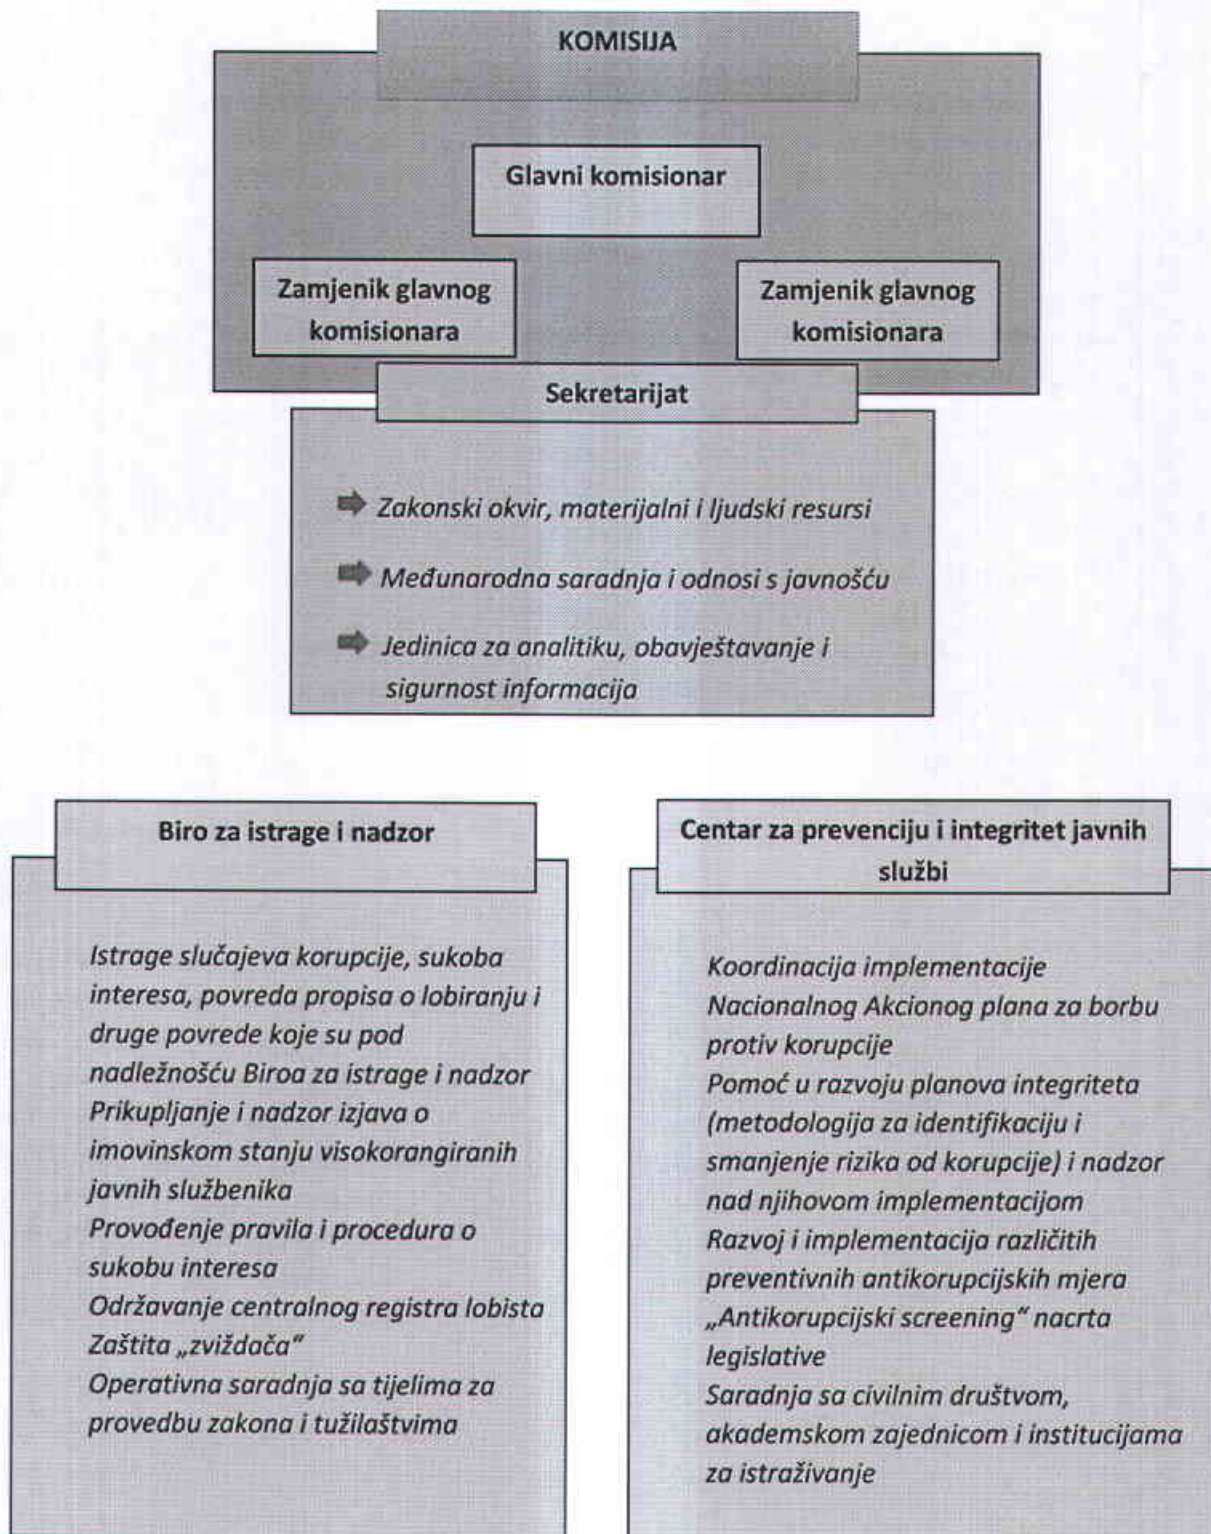 KOMISIJA
Glavni komisionar
Zamjenik glavnog
komisionara
Zamjenik glavnog
komisionara
Sekretarijat
Zakonski okvir, materijalni i ljudski resursi
Međunarodna saradnja i odnosi s javnošću
Jedinica za analitiku, obavještavanje i
sigurnost informacija
Biro za istrage i nadzor
Istrage slučajeva korupcije, sukoba
interesa, povreda propisa o lobiranju i
druge povrede koje su pod
nadležnošću Biroa za istrage i nadzor
Prikupljanje i nadzor izjava o
imovinskom stanju visokorangiranih
javnih službenika
Provođenje pravila i procedura o
sukobu interesa
Održavanje centralnog registra lobista
Zaštita „zviždača“
Operativna saradnja sa tijelima za
provedbu zakona i tužilaštvima
Centar za prevenciju i integritet javnih
službi
Koordinacija implementacije
Nacionalnog Akcionog plana za borbu
protiv korupcije
Pomoć u razvoju planova integriteta
(metodologija za identifikaciju i
smanjenje rizika od korupcije) i nadzor
nad njihovom implementacijom
Razvoj i implementacija različitih
preventivnih antikorupcijskih mjera
„Antikorupcijski screening“ nacrta
legislative
Saradnja sa civilnim društvom,
akademskom zajednicom i institucijama
za istraživanje